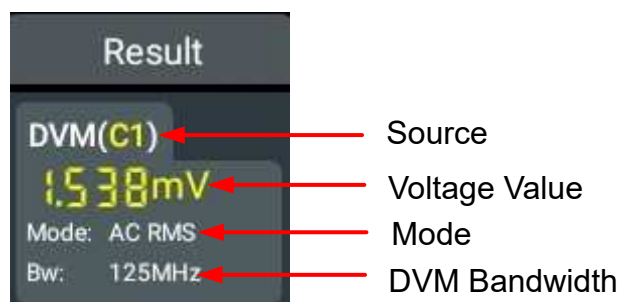 Result
DVM(C1) Source
1.538mV Voltage Value
Mode: AC RMS Mode
Bw: 125MHz DVM Bandwidth